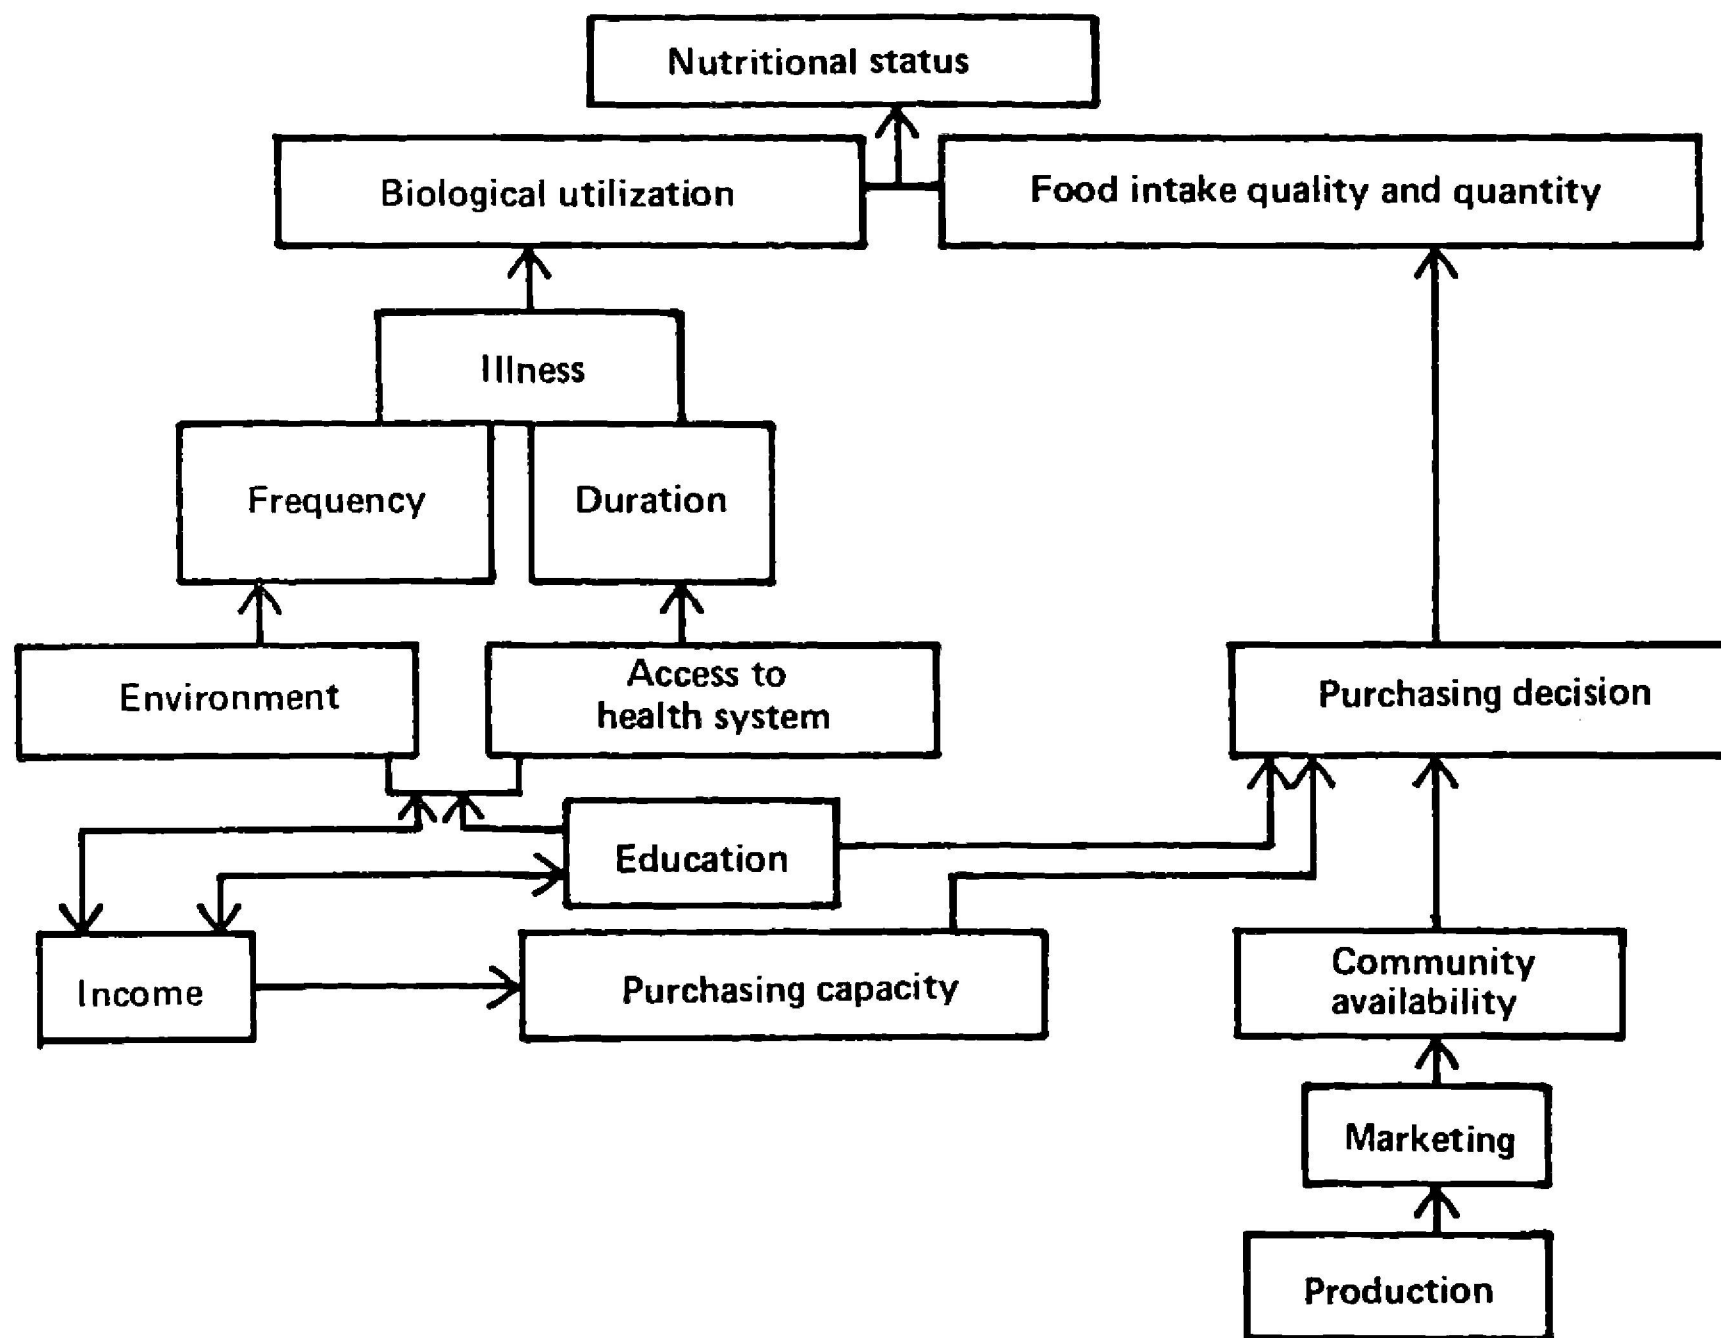 Nutritional status
Biological utilization
Food intake quality and quantity
Illness
Frequency
Duration
Environment
Access to
health system
Purchasing decision
Education
Income
Purchasing capacity
Community
availability
Marketing
Production